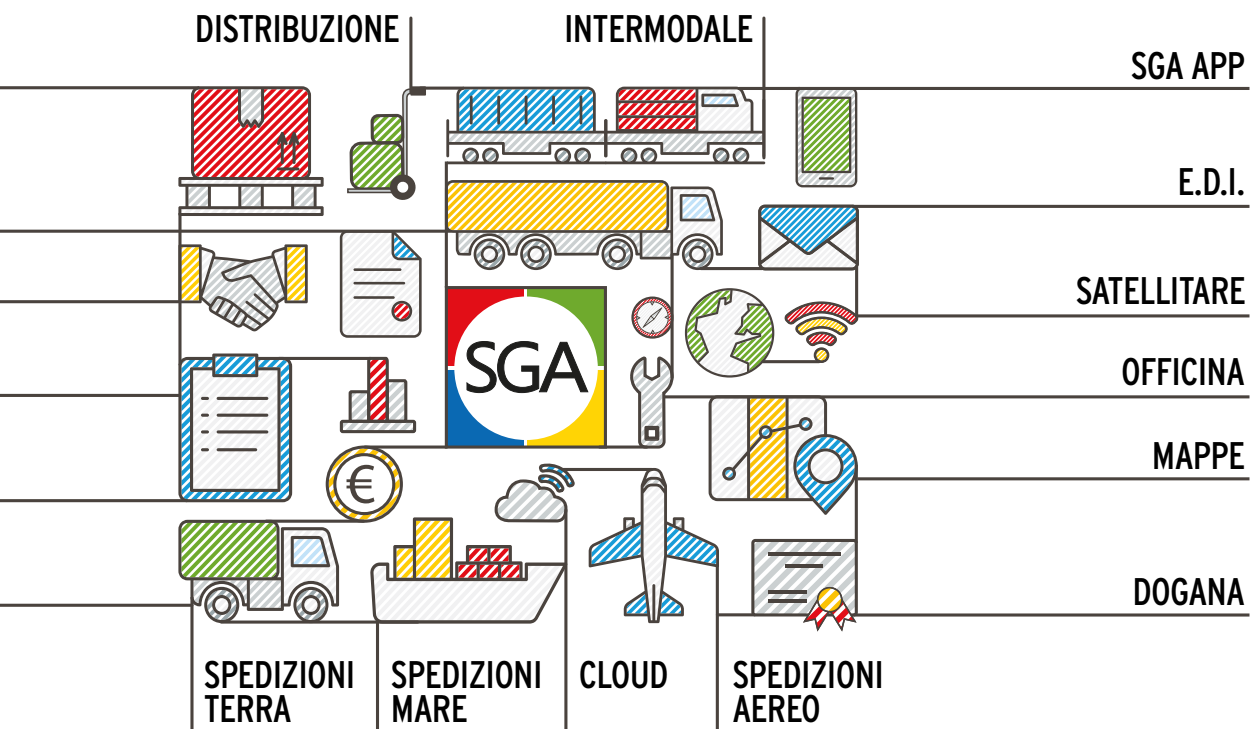 DISTRIBUZIONE
INTERMODALE
SGA APP
E.D.I.
SATELLITARE
SGA
OFFICINA
MAPPE
€
DOGANA
SPEDIZIONI
TERRA
SPEDIZIONI
MARE
CLOUD
SPEDIZIONI
AEREO